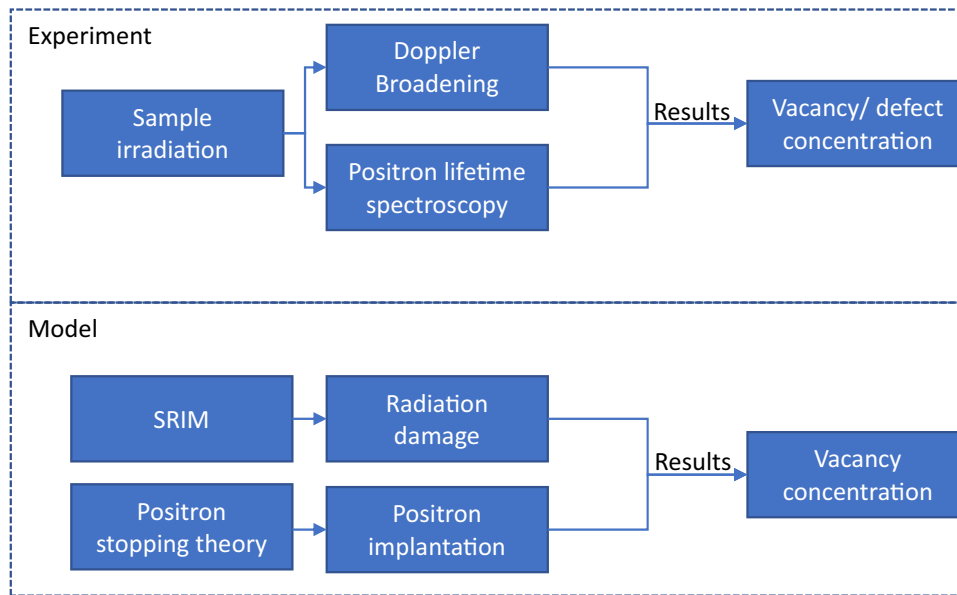 Experiment
Sample
irradiation
Doppler
Broadening
Positron lifetime
spectroscopy
Results
Vacancy/ defect
concentration
Model
SRIM
Radiation
damage
Positron
stopping theory
Positron
implantation
Results
Vacancy
concentration